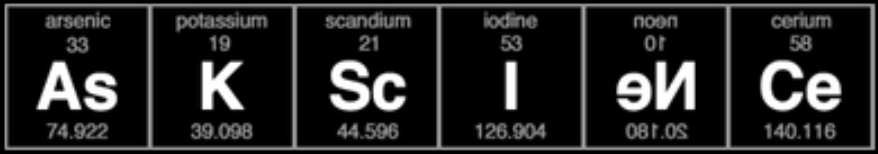 arsenic potassium scandium iodine neon cerium
33 19 21 53 10 58
As K Sc I Ne Ce
74.922 39.098 44.596 126.904 20.180 140.116